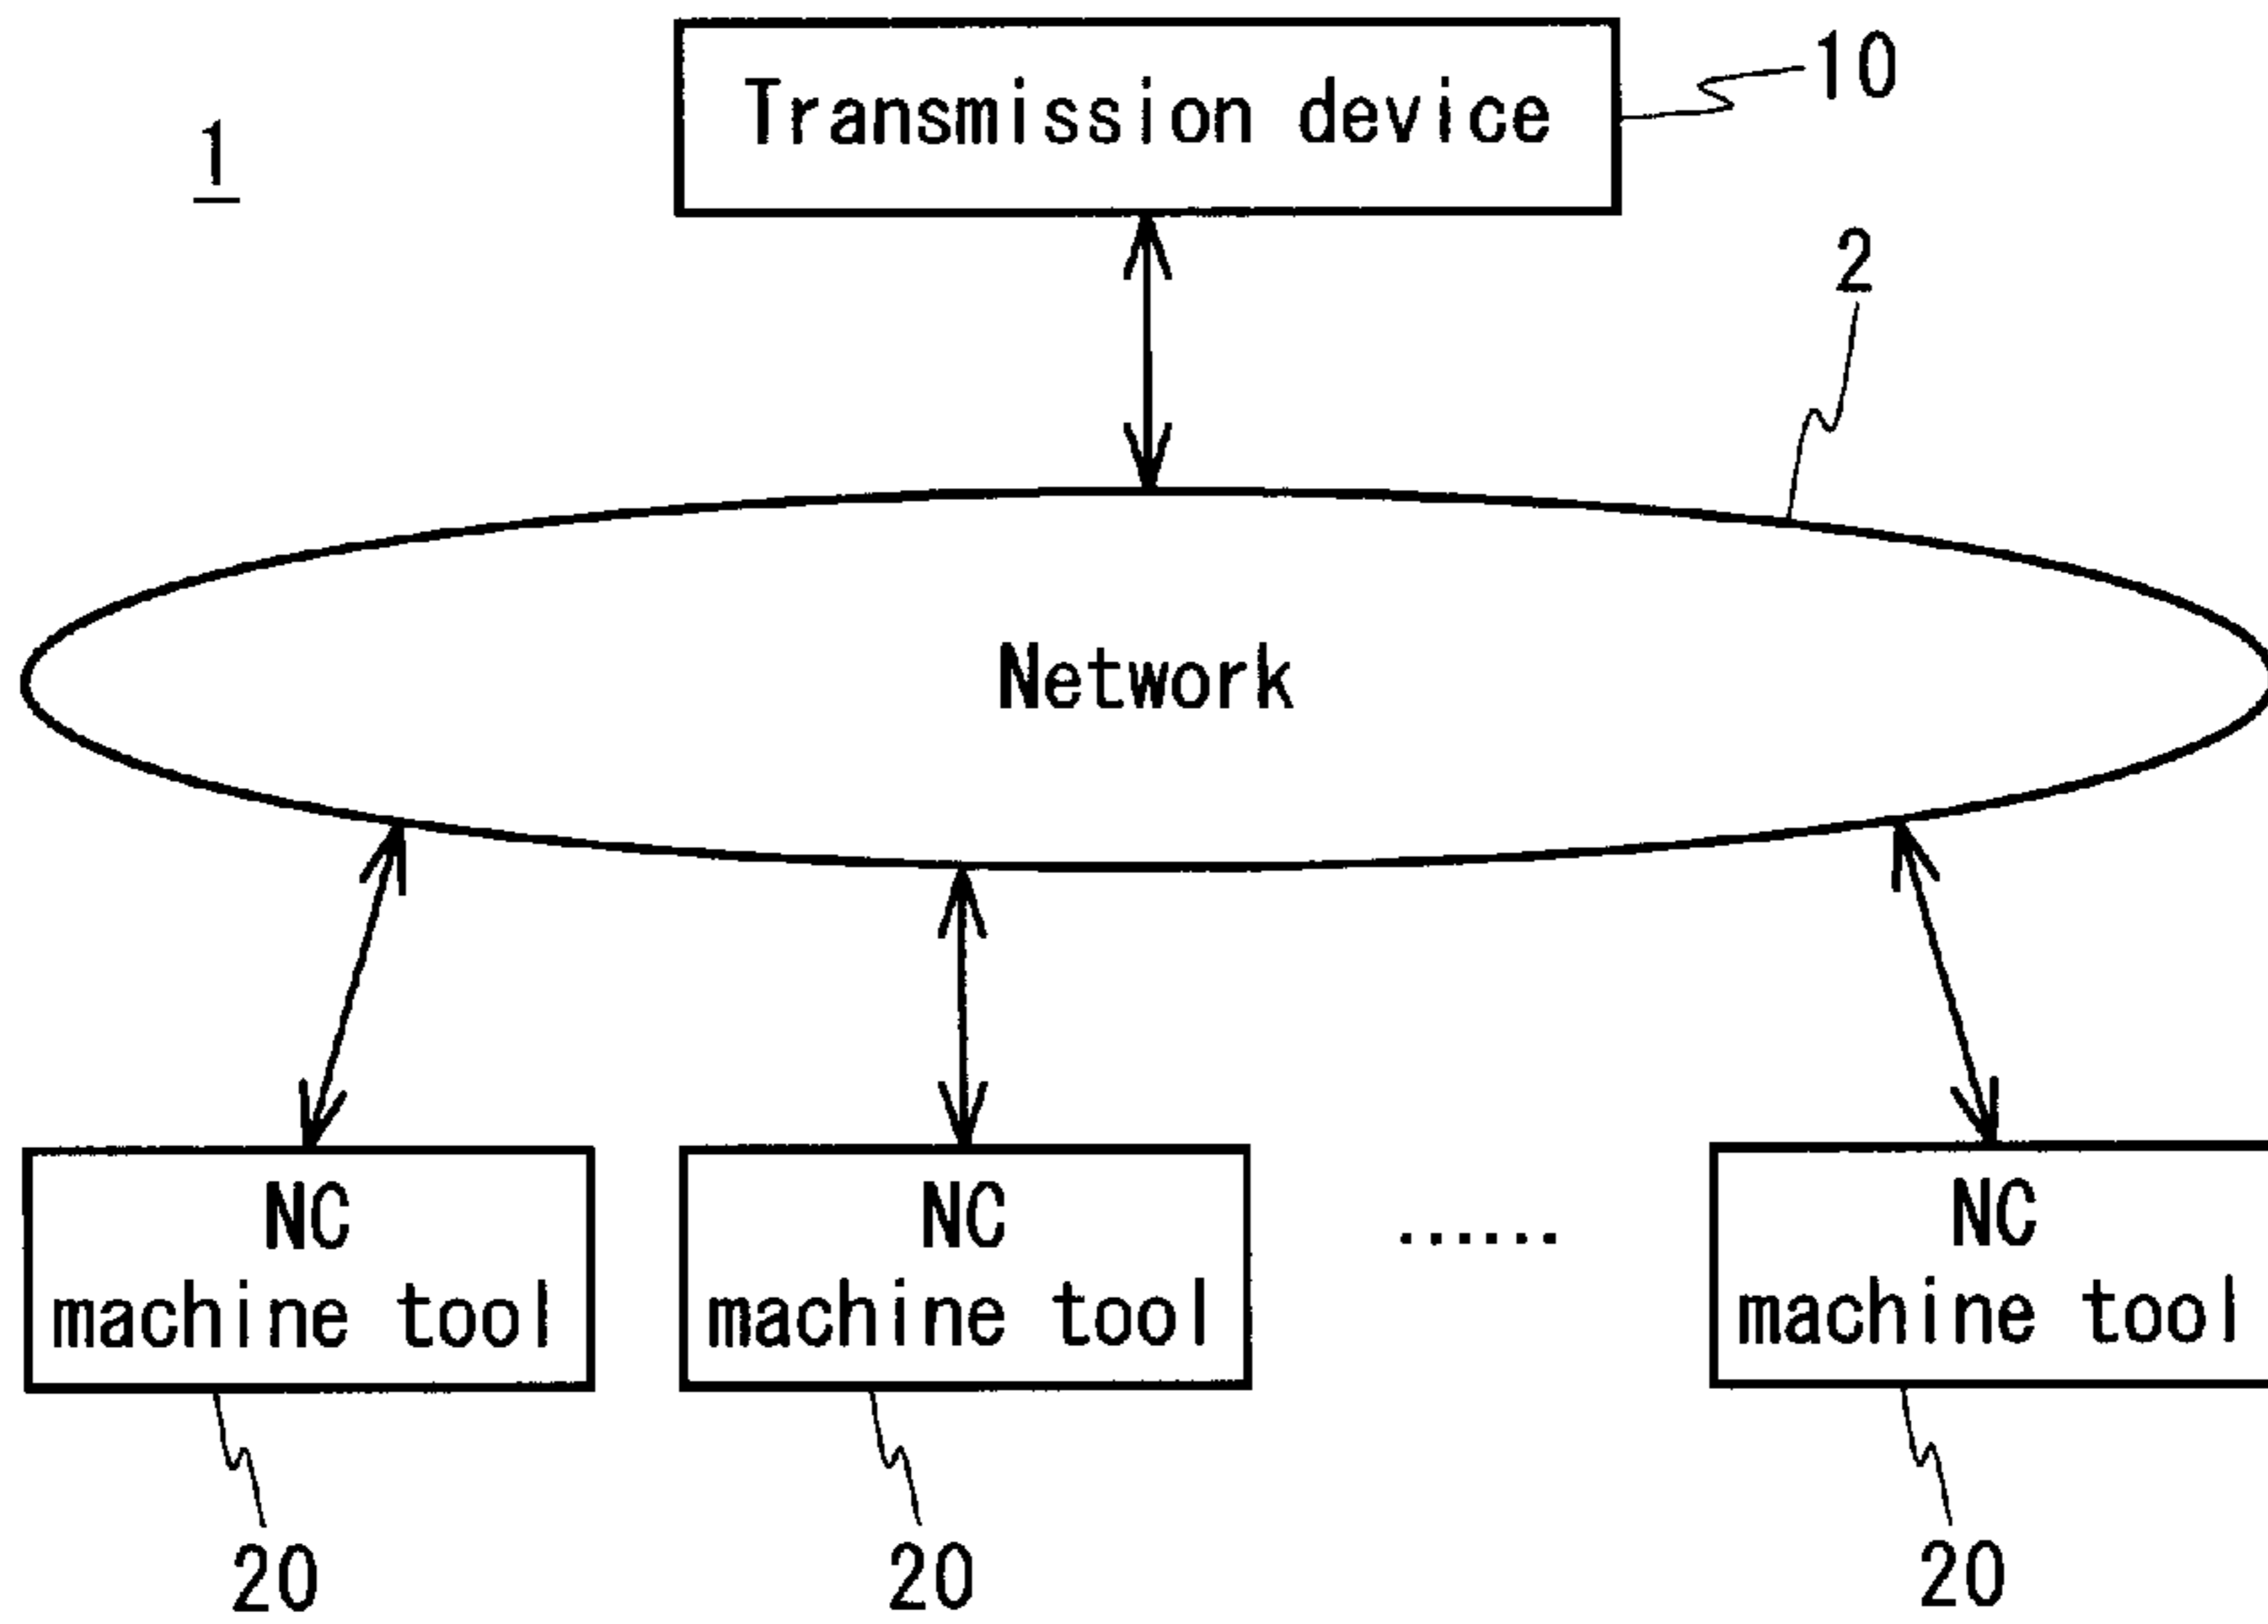 Transmission device
10
1
2
Network
NC
machine tool
NC
machine tool
......
NC
machine tool
20
20
20